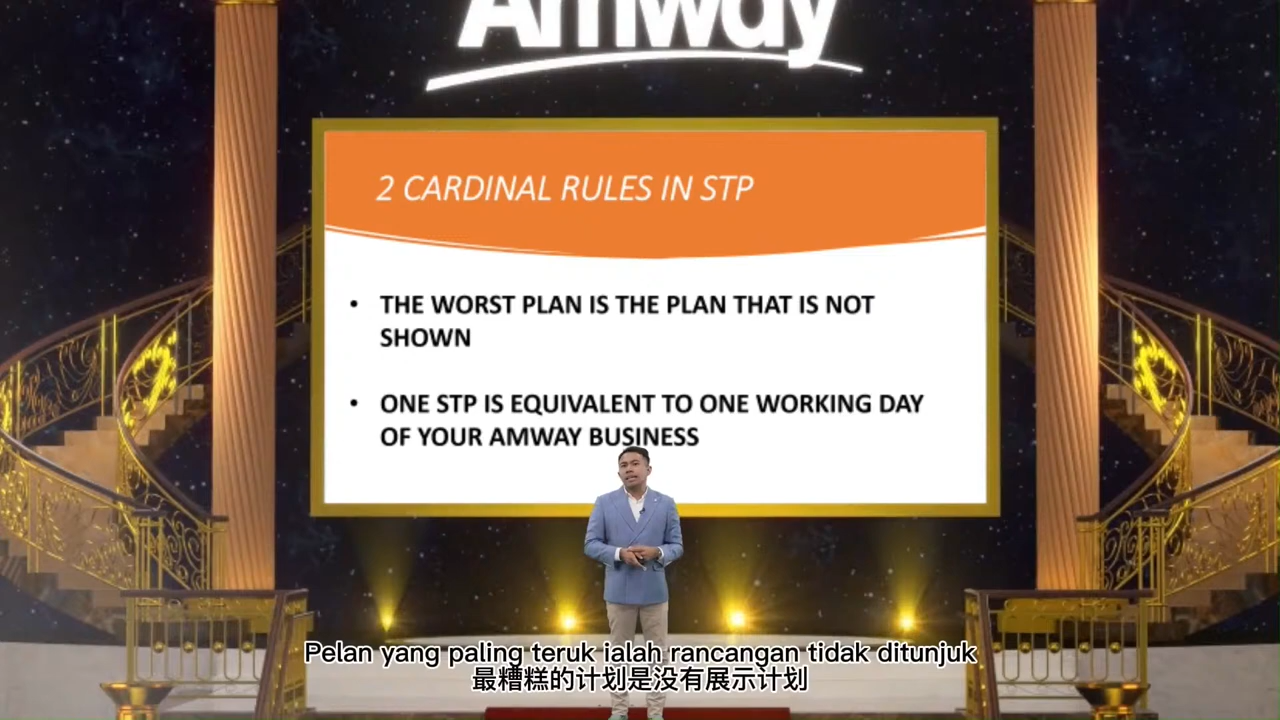 Amway
2 CARDINAL RULES IN STP
• THE WORST PLAN IS THE PLAN THAT IS NOT
SHOWN
• ONE STP IS EQUIVALENT TO ONE WORKING DAY
OF YOUR AMWAY BUSINESS
Pelan yang paling teruk ialah rancangan tidak ditunjuk
最糟糕的计划是没有展示计划